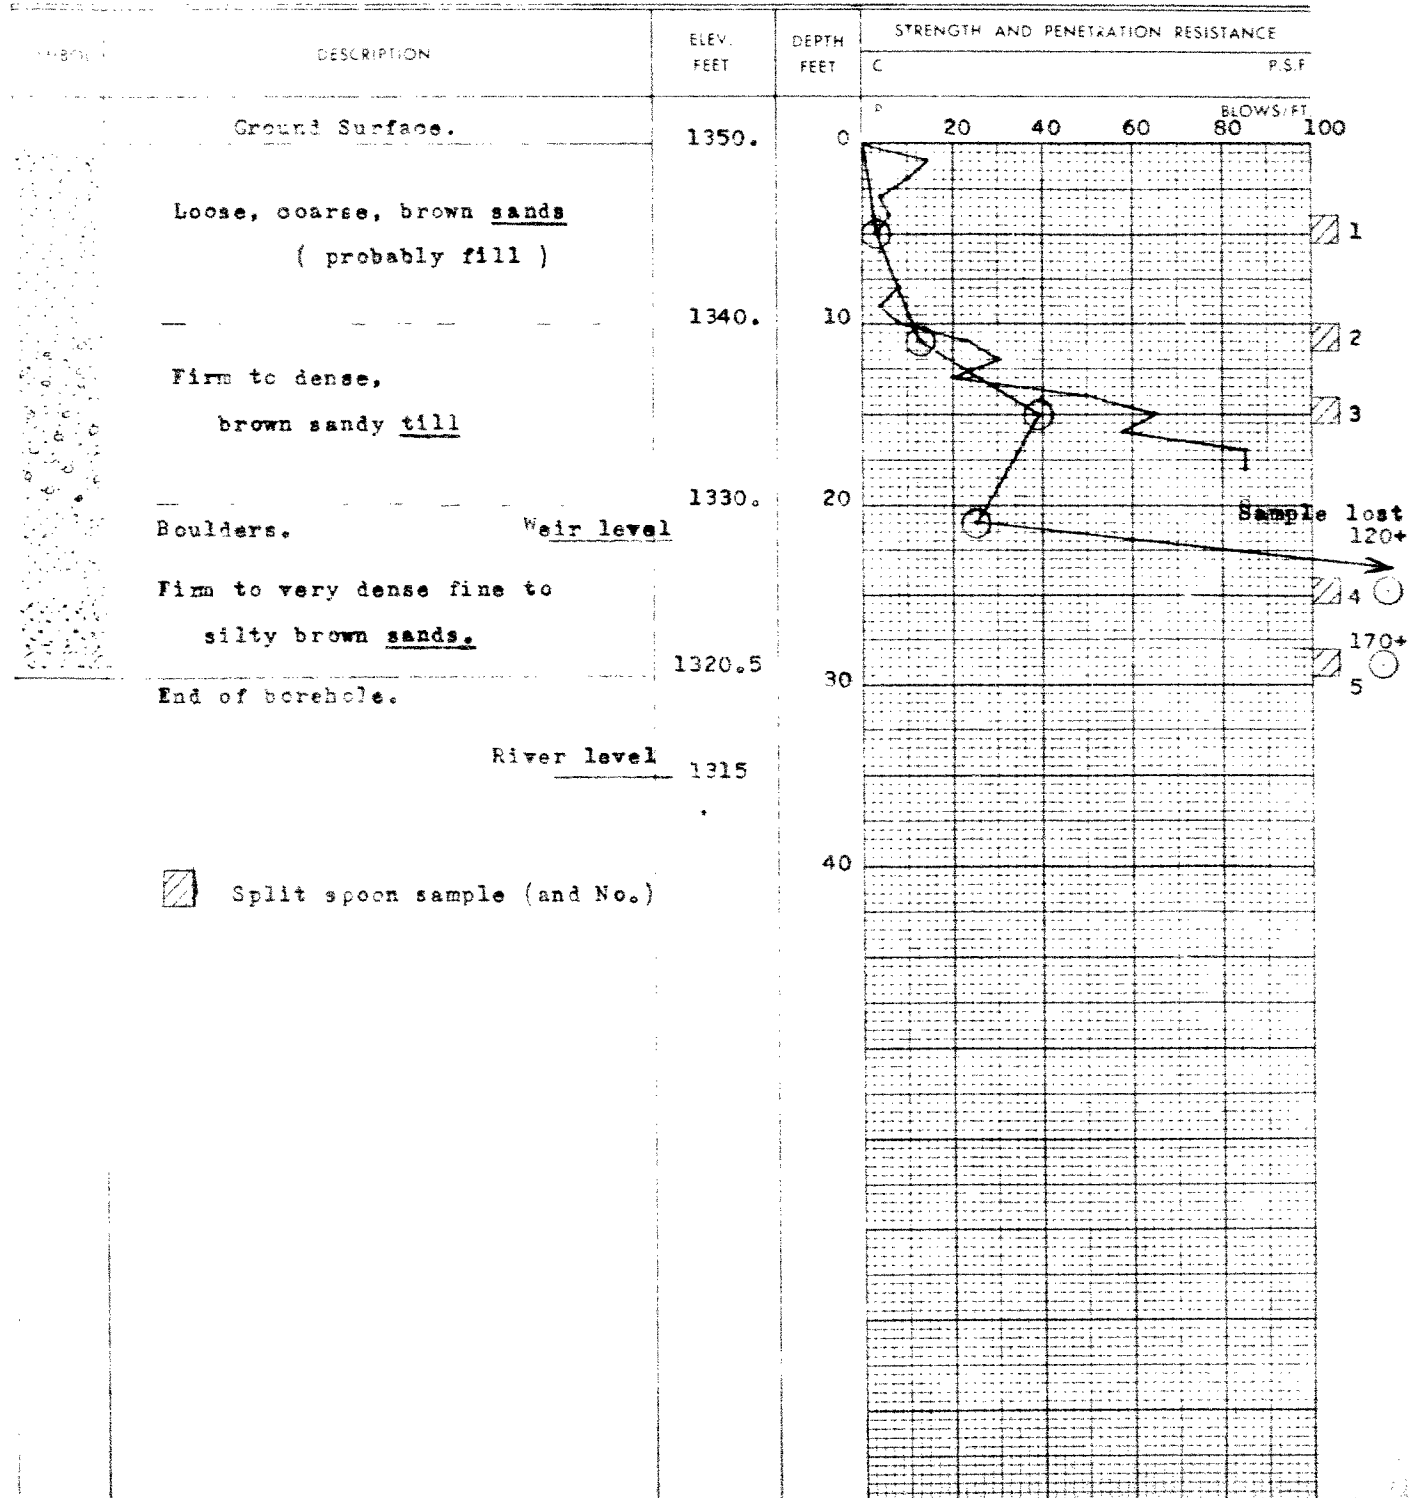 DESCRIPTION
ELEV. FEET
DEPTH FEET
STRENGTH AND PENETRATION RESISTANCE
C P.S.F
P BLOWS/FT.
20 40 60 80 100
Ground Surface. 1350. 0
Loose, coarse, brown sands
( probably fill )
1
1340. 10
2
Firm to dense,
brown sandy till
3
1330. 20
Boulders. Weir level
Sample lost
120+
Firm to very dense fine to
4
silty brown sands.
170+
1320.5 30
5
End of borehole.
River level 1315
40
Split spoon sample (and No.)